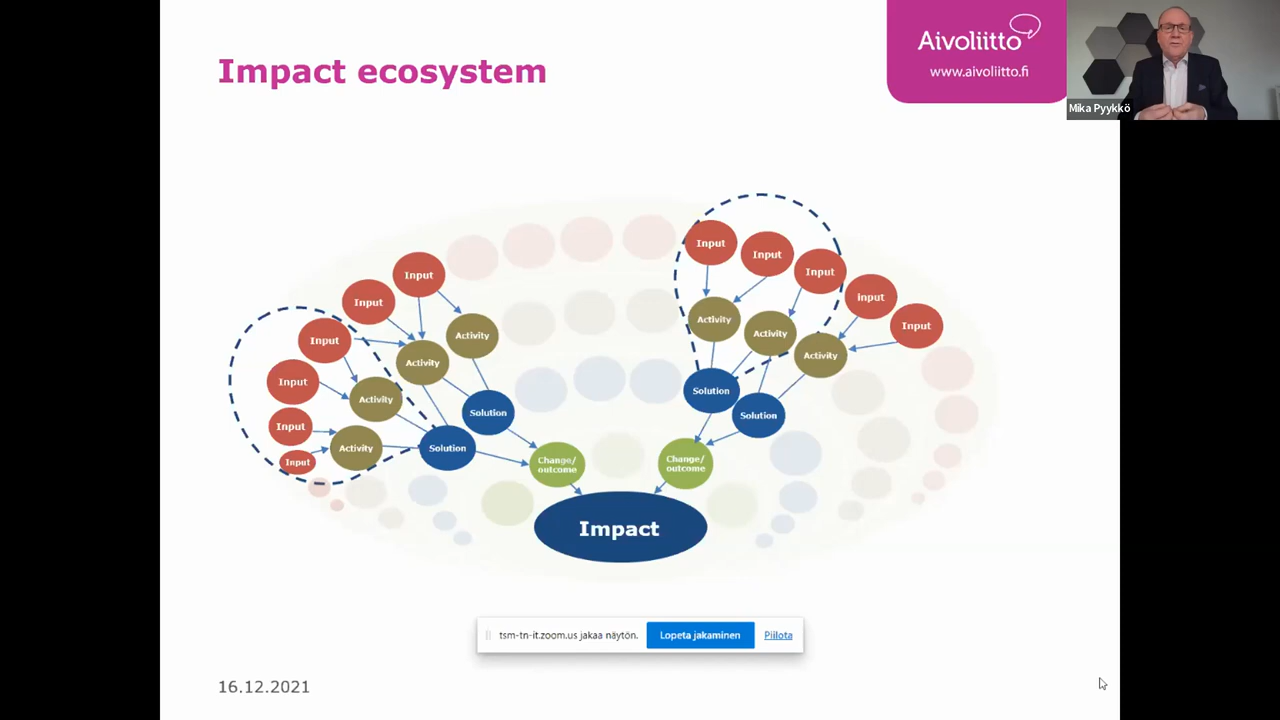 Impact ecosystem
Aivoliitto
www.aivoliitto.fi
Mika Pyykkö
Input
Input
Input
Input
Input
Input
Activity
Activity
Activity
Activity
Solution
Solution
Change/
outcome
Input
Input
Input
Input
Input
Activity
Activity
Activity
Solution
Solution
Change/
outcome
Impact
tsm-tn-it.zoom.us jakaa näytön.
Lopeta jakaminen
Piilota
16.12.2021